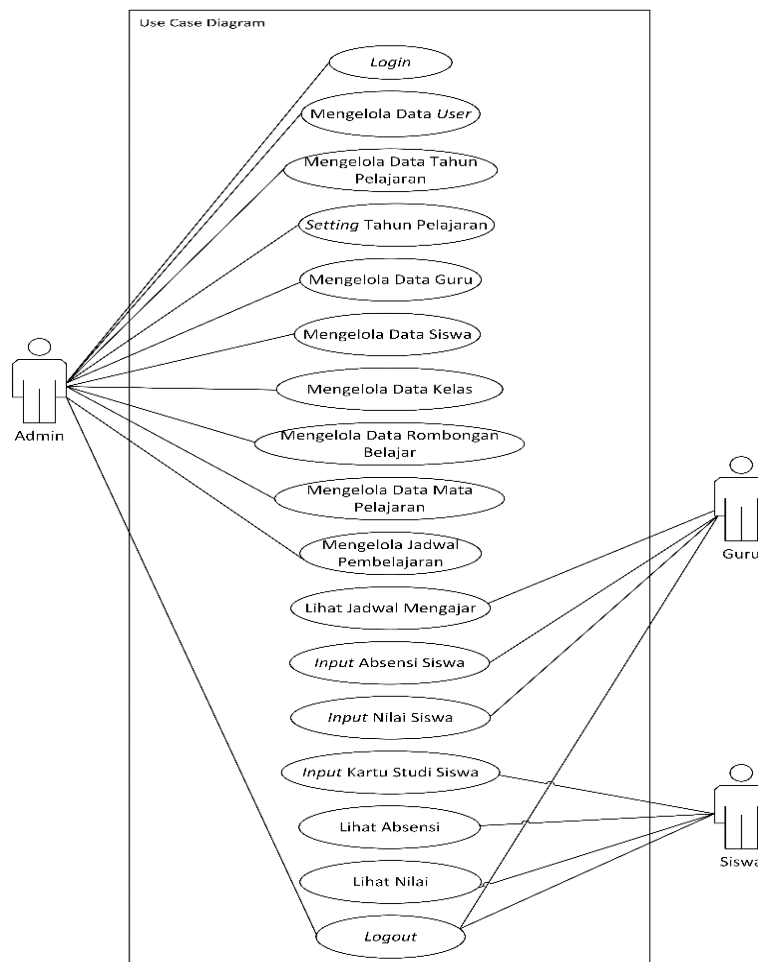 Use Case Diagram
Login
Mengelola Data User
Mengelola Data Tahun
Pelajaran
Setting Tahun Pelajaran
Mengelola Data Guru
Mengelola Data Siswa
Admin
Mengelola Data Kelas
Mengelola Data Rombongan
Belajar
Mengelola Data Mata
Pelajaran
Mengelola Jadwal
Pembelajaran
Guru
Lihat Jadwal Mengajar
Input Absensi Siswa
Input Nilai Siswa
Input Kartu Studi Siswa
Lihat Absensi
Siswa
Lihat Nilai
Logout